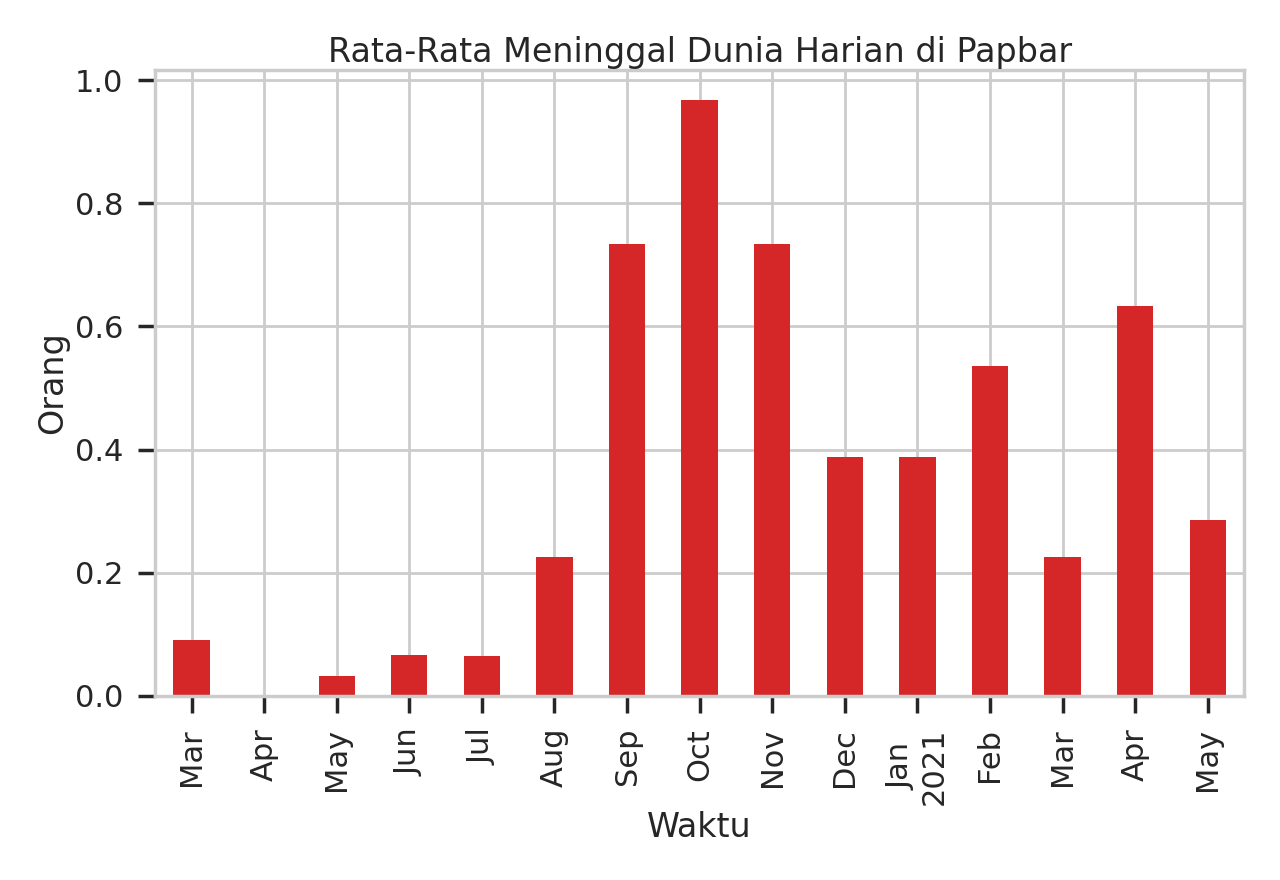 Rata-Rata Meninggal Dunia Harian di Papbar
1.0
0.8
0.6
0.4
0.2
0.0
Orang
Mar
Apr
May
Jun
Jul
Aug
Sep
Oct
Nov
Dec
Jan
2021
Feb
Mar
Apr
May
Waktu